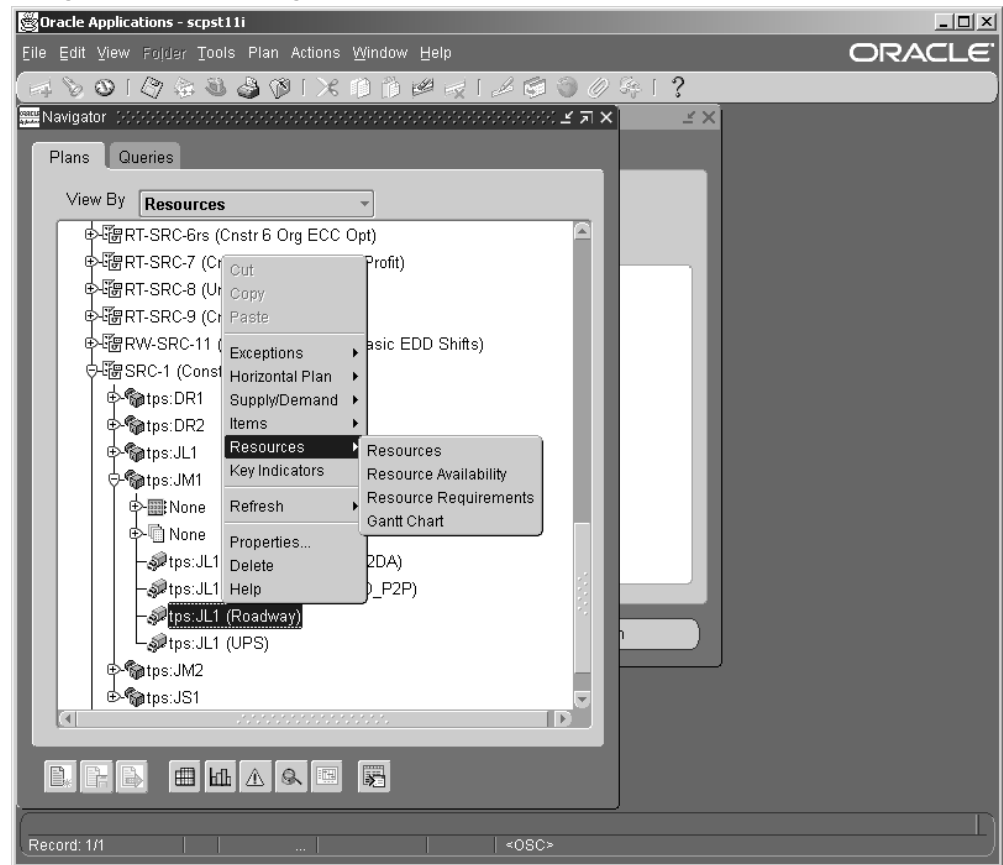 Oracle Applications - scpst11i
File Edit View Folder Tools Plan Actions Window Help
ORACLE
Navigator
Plans Queries
View By Resources
RT-SRC-6rs (Cnstr 6 Org ECC Opt)
RT-SRC-7 (Cr Profit)
RT-SRC-8 (Ur
RT-SRC-9 (Cr
RW-SRC-11 ( asic EDD Shifts)
SRC-1 (Const
tps:DR1
tps:DR2
tps:JL1
tps:JM1
None
None
tps:JL1 2DA)
tps:JL1 _P2P)
tps:JL1 (Roadway)
tps:JL1 (UPS)
tps:JM2
tps:JS1
Cut
Copy
Paste
Exceptions
Horizontal Plan
Supply/Demand
Items
Resources
Key Indicators
Refresh
Properties...
Delete
Help
Resources
Resource Availability
Resource Requirements
Gantt Chart
Record: 1/1 ... <OSC>